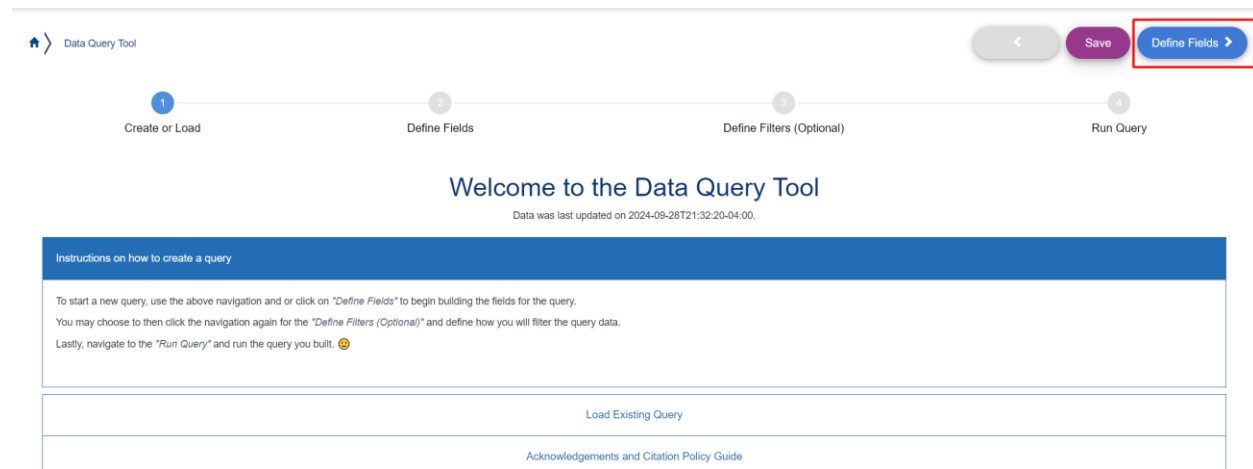 Data Query Tool
Save
Define Fields
1
2
3
4
Create or Load
Define Fields
Define Filters (Optional)
Run Query
Welcome to the Data Query Tool
Data was last updated on 2024-09-28T21:32:20-04:00.
Instructions on how to create a query
To start a new query, use the above navigation and or click on "Define Fields" to begin building the fields for the query.
You may choose to then click the navigation again for the "Define Filters (Optional)" and define how you will filter the query data.
Lastly, navigate to the "Run Query" and run the query you built. 😐
Load Existing Query
Acknowledgements and Citation Policy Guide